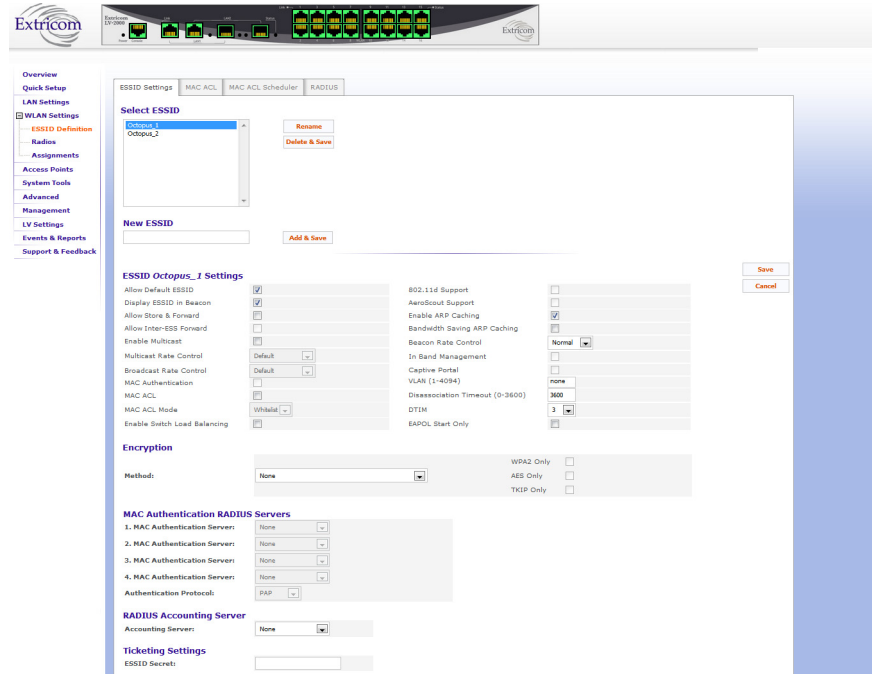 Extricom
Extricom
LV-2000
Extricom
Overview
Quick Setup
LAN Settings
WLAN Settings
ESSID Definition
Radios
Assignments
Access Points
System Tools
Advanced
Management
LV Settings
Events & Reports
Support & Feedback
ESSID Settings
MAC ACL
MAC ACL Scheduler
RADIUS
Select ESSID
Octopus_1
Octopus_2
Rename
Delete & Save
New ESSID
Add & Save
Save
Cancel
ESSID Octopus_1 Settings
Allow Default ESSID
802.11d Support
Display ESSID in Beacon
AeroScout Support
Allow Store & Forward
Enable ARP Caching
Allow Inter-ESS Forward
Bandwidth Saving ARP Caching
Enable Multicast
Beacon Rate Control Normal
Multicast Rate Control Default
In Band Management
Broadcast Rate Control Default
Captive Portal
MAC Authentication
VLAN (1-4094) none
MAC ACL
Disassociation Timeout (0-3600) 3600
MAC ACL Mode Whitelist
DTIM 3
Enable Switch Load Balancing
EAPOL Start Only
Encryption
WPA2 Only
Method: None
AES Only
TKIP Only
MAC Authentication RADIUS Servers
1. MAC Authentication Server: None
2. MAC Authentication Server: None
3. MAC Authentication Server: None
4. MAC Authentication Server: None
Authentication Protocol: PAP
RADIUS Accounting Server
Accounting Server: None
Ticketing Settings
ESSID Secret: